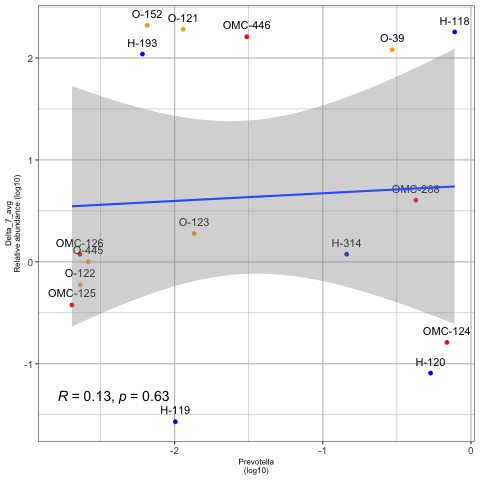 O-152
O-121
OMC-446
H-118
H-193
O-39
OMC-288
O-123
OMC-126
O-445
H-314
O-122
OMC-125
OMC-124
H-120
R = 0.13, p = 0.63
H-119
2
1
0
-1
-2
-1
0
Delta_7_avg
Relative abundance (log10)
Prevotella
(log10)